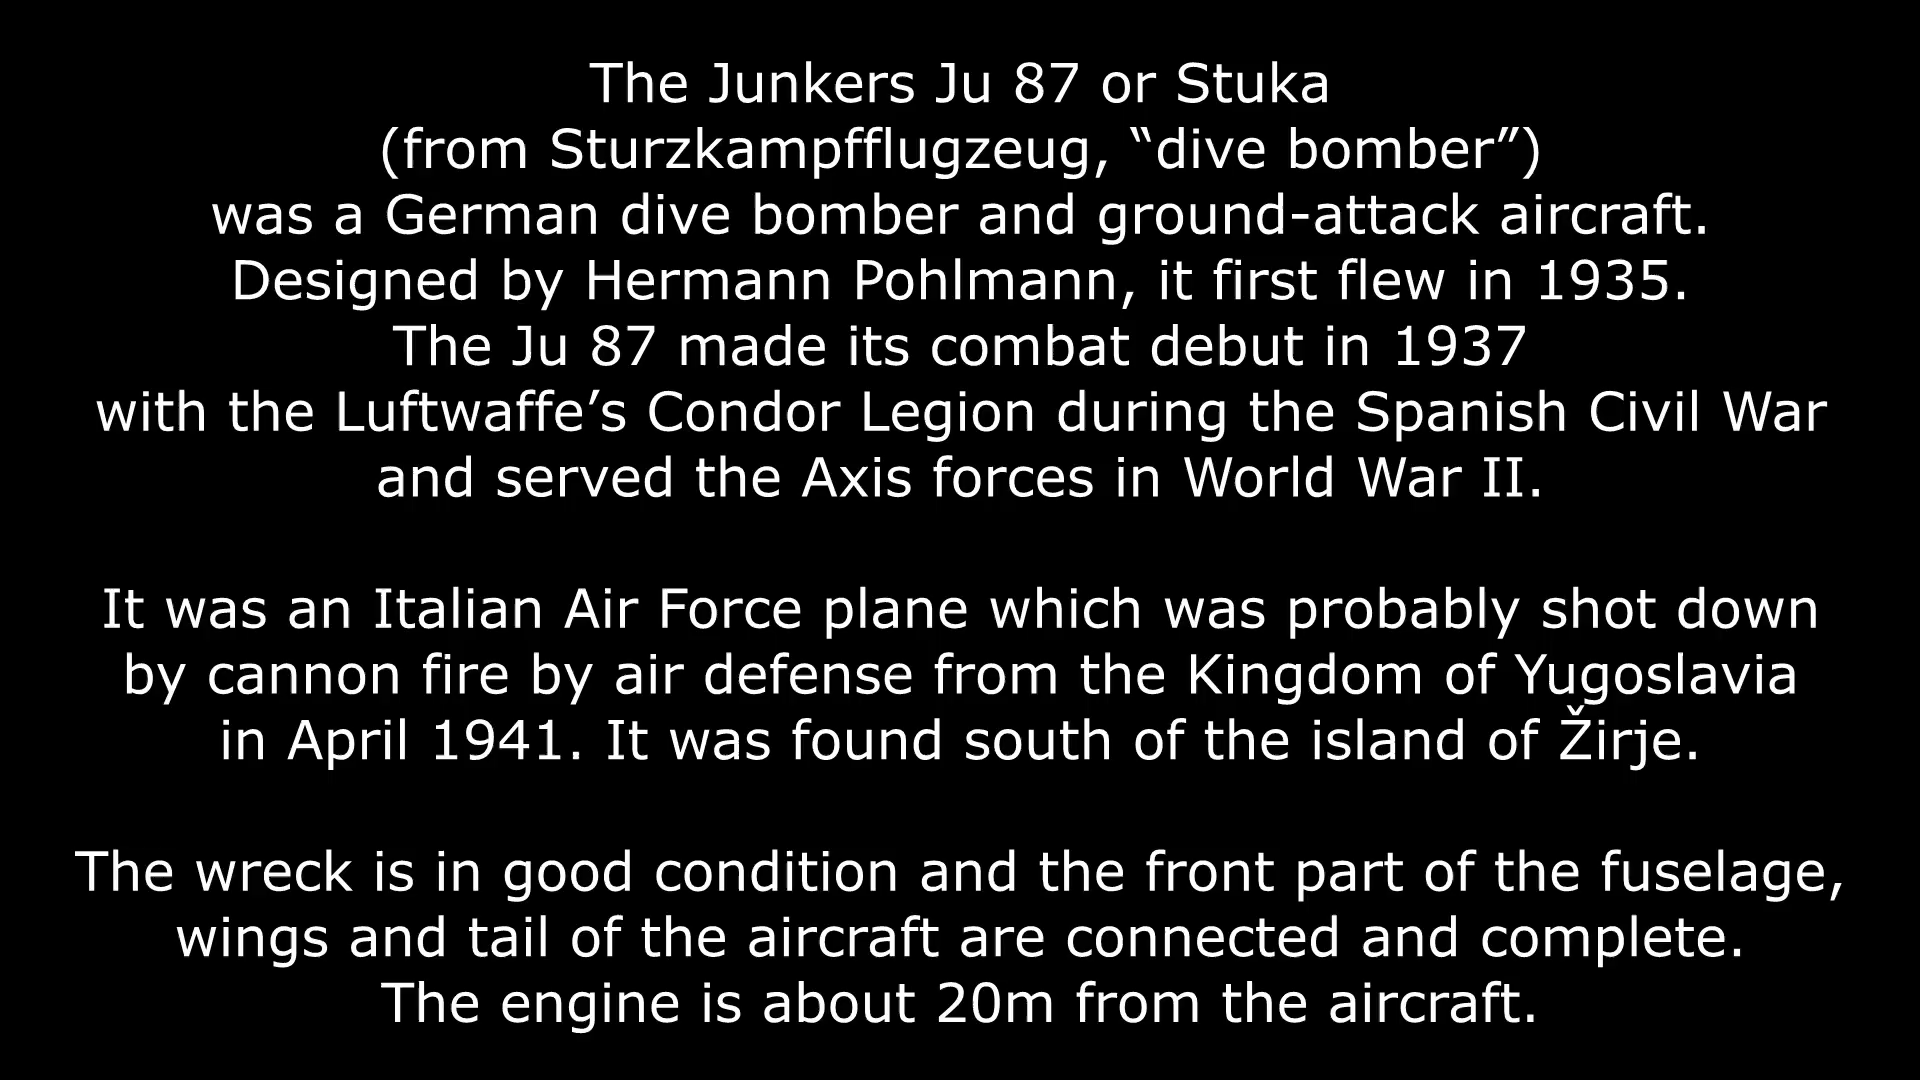 The Junkers Ju 87 or Stuka
(from Sturzkampfflugzeug, “dive bomber”)
was a German dive bomber and ground-attack aircraft.
Designed by Hermann Pohlmann, it first flew in 1935.
The Ju 87 made its combat debut in 1937
with the Luftwaffe’s Condor Legion during the Spanish Civil War
and served the Axis forces in World War II.
It was an Italian Air Force plane which was probably shot down
by cannon fire by air defense from the Kingdom of Yugoslavia
in April 1941. It was found south of the island of Žirje.
The wreck is in good condition and the front part of the fuselage,
wings and tail of the aircraft are connected and complete.
The engine is about 20m from the aircraft.